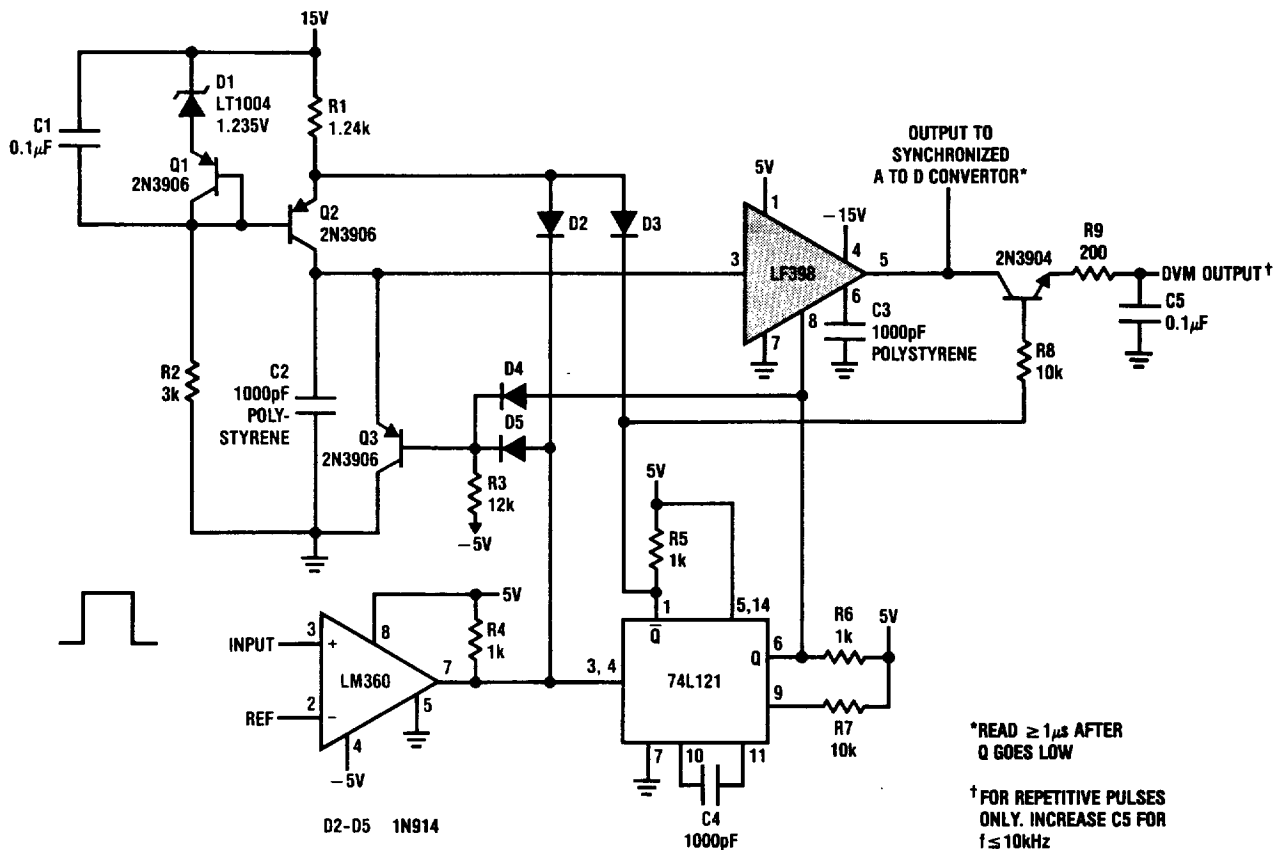 15V
D1
LT1004
1.235V
R1
1.24k
C1
0.1µF
Q1
2N3906
Q2
2N3906
D2
D3
5V
1
OUTPUT TO
SYNCHRONIZED
A TO D CONVERTOR*
−15V
4
3
LF398
5
6
8
7
C3
1000pF
POLYSTYRENE
2N3904
R9
200
DVM OUTPUT†
C5
0.1µF
R8
10k
R2
3k
C2
1000pF
POLY-
STYRENE
D4
D5
Q3
2N3906
R3
12k
−5V
5V
R5
1k
1
5,14
Q
INPUT
3
+
8
5V
R4
1k
LM360
7
3, 4
74L121
Q
6
R6
1k
5V
9
R7
10k
REF
2
−
5
4
−5V
7
10
11
C4
1000pF
D2-D5 1N914
*READ ≥ 1µs AFTER
Q GOES LOW
†FOR REPETITIVE PULSES
ONLY. INCREASE C5 FOR
f ≦ 10kHz